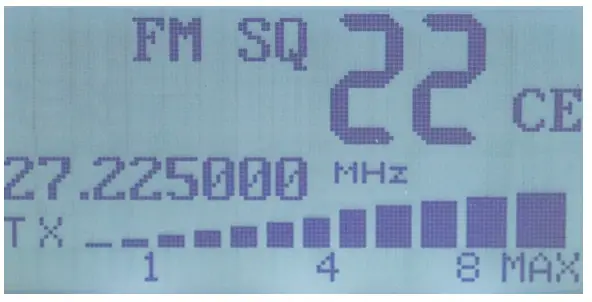 FM SQ 22 CE
27.225000 MHz
TX
1 4 8 MAX